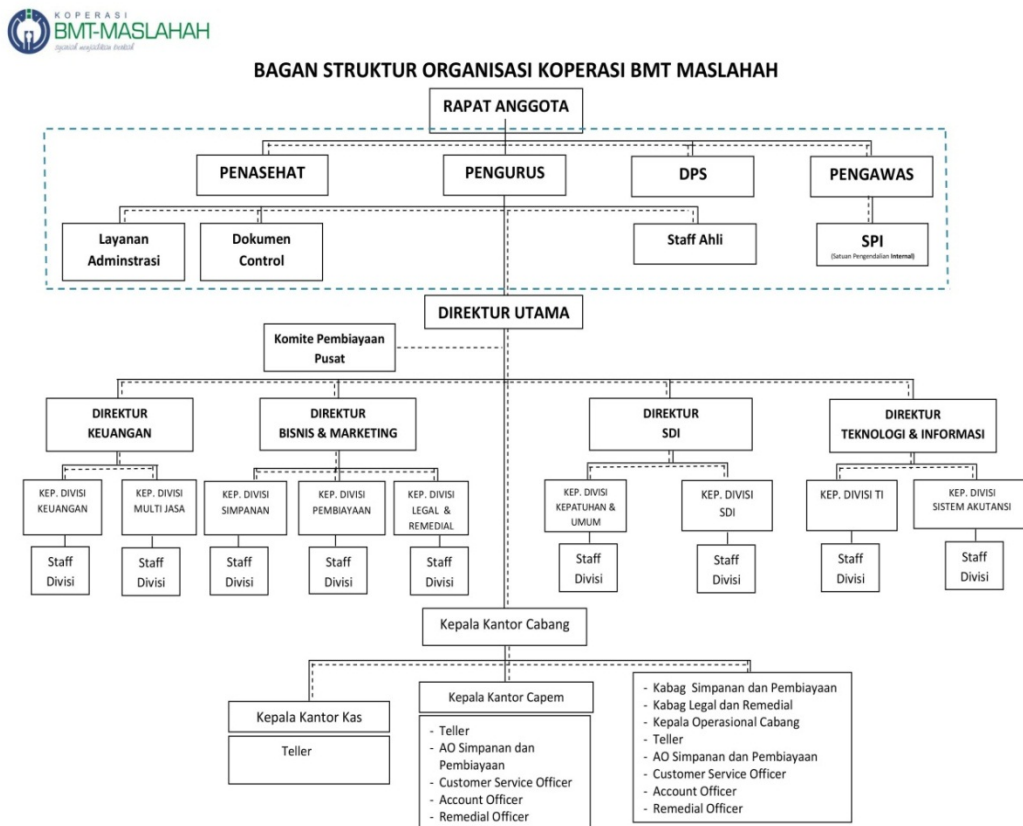 KOPERASI
BMT-MASLAHAH
BAGAN STRUKTUR ORGANISASI KOPERASI BMT MASLAHAH
RAPAT ANGGOTA
PENASEHAT
PENGURUS
DPS
PENGAWAS
Layanan
Adminstrasi
Dokumen
Control
Staff Ahli
SPI
(Satuan Pengendalian Internal)
DIREKTUR UTAMA
Komite Pembiayaan
Pusat
DIREKTUR
KEUANGAN
DIREKTUR
BISNIS & MARKETING
DIREKTUR
SDI
DIREKTUR
TEKNOLOGI & INFORMASI
KEP. DIVISI
KEUANGAN
KEP. DIVISI
MULTI JASA
KEP. DIVISI
SIMPANAN
KEP. DIVISI
PEMBIAYAAN
KEP. DIVISI
LEGAL &
REMEDIAL
KEP. DIVISI
KEPATUHAN &
UMUM
KEP. DIVISI
SDI
KEP. DIVISI TI
KEP. DIVISI
SISTEM AKUTANSI
Staff
Divisi
Staff
Divisi
Staff
Divisi
Staff
Divisi
Staff
Divisi
Staff
Divisi
Staff
Divisi
Staff
Divisi
Staff
Divisi
Kepala Kantor Cabang
Kepala Kantor Kas
Teller
Kepala Kantor Capem
- Teller
- AO Simpanan dan
Pembiayaan
- Customer Service Officer
- Account Officer
- Remedial Officer
- Kabag Simpanan dan Pembiayaan
- Kabag Legal dan Remedial
- Kepala Operasional Cabang
- Teller
- AO Simpanan dan Pembiayaan
- Customer Service Officer
- Account Officer
- Remedial Officer